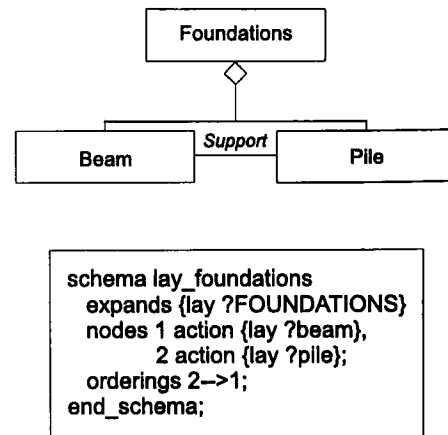 Foundations
Support
Beam
Pile
schema lay_foundations
expands {lay ?FOUNDATIONS}
nodes 1 action {lay ?beam},
2 action {lay ?pile};
orderings 2-->1;
end_schema;